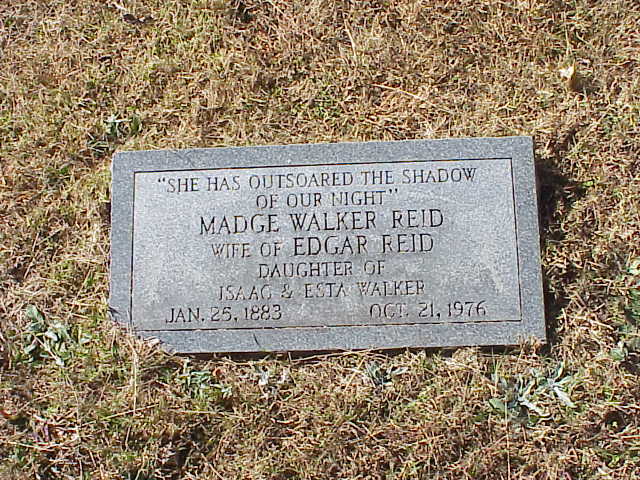 "SHE HAS OUTSOARED THE SHADOW
OF OUR NIGHT"
MADGE WALKER REID
WIFE OF EDGAR REID
DAUGHTER OF
ISAAC & ESTA WALKER
JAN. 25, 1883 OCT. 21, 1976